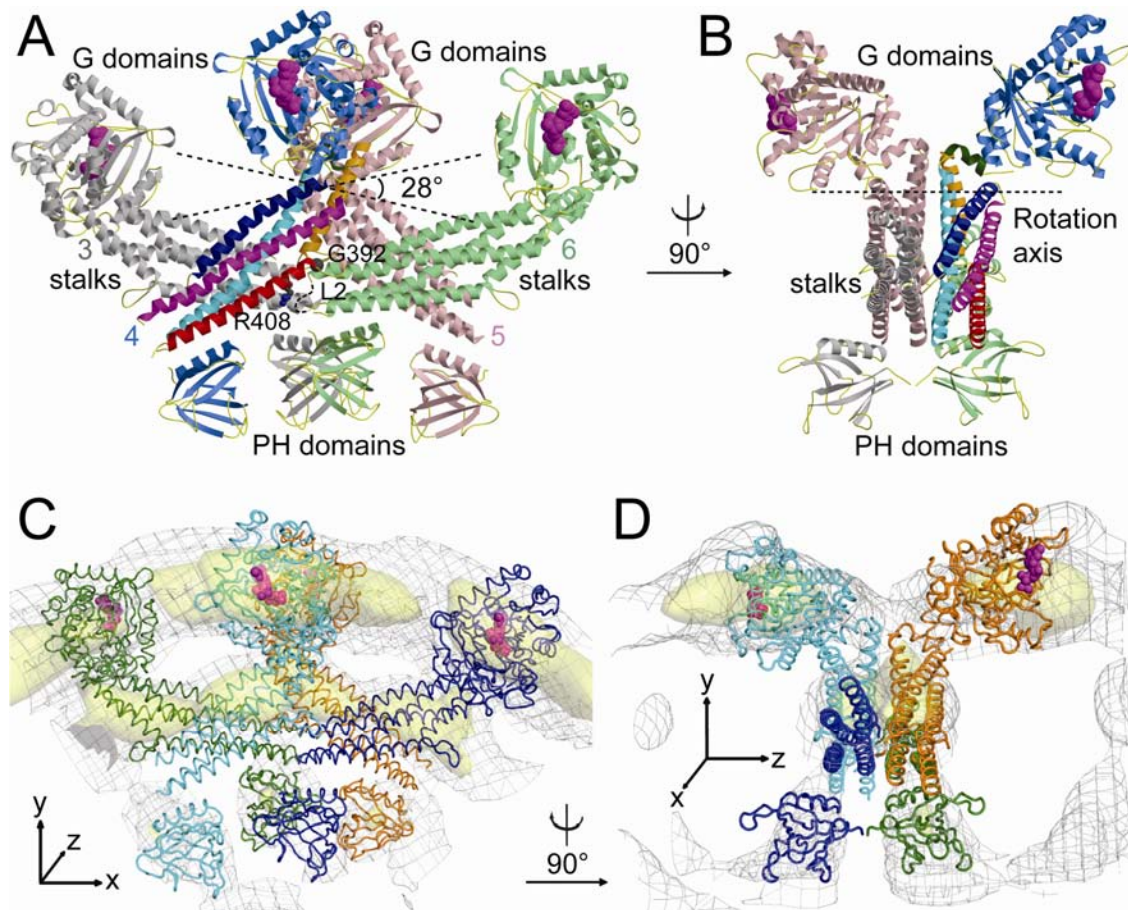 A
G domains
G domains
28°
3
stalks
G392
L2
R408
4
6
stalks
5
PH domains
90°
B
G domains
Rotation
axis
stalks
PH domains
C
y
z
x
90°
D
y
z
x